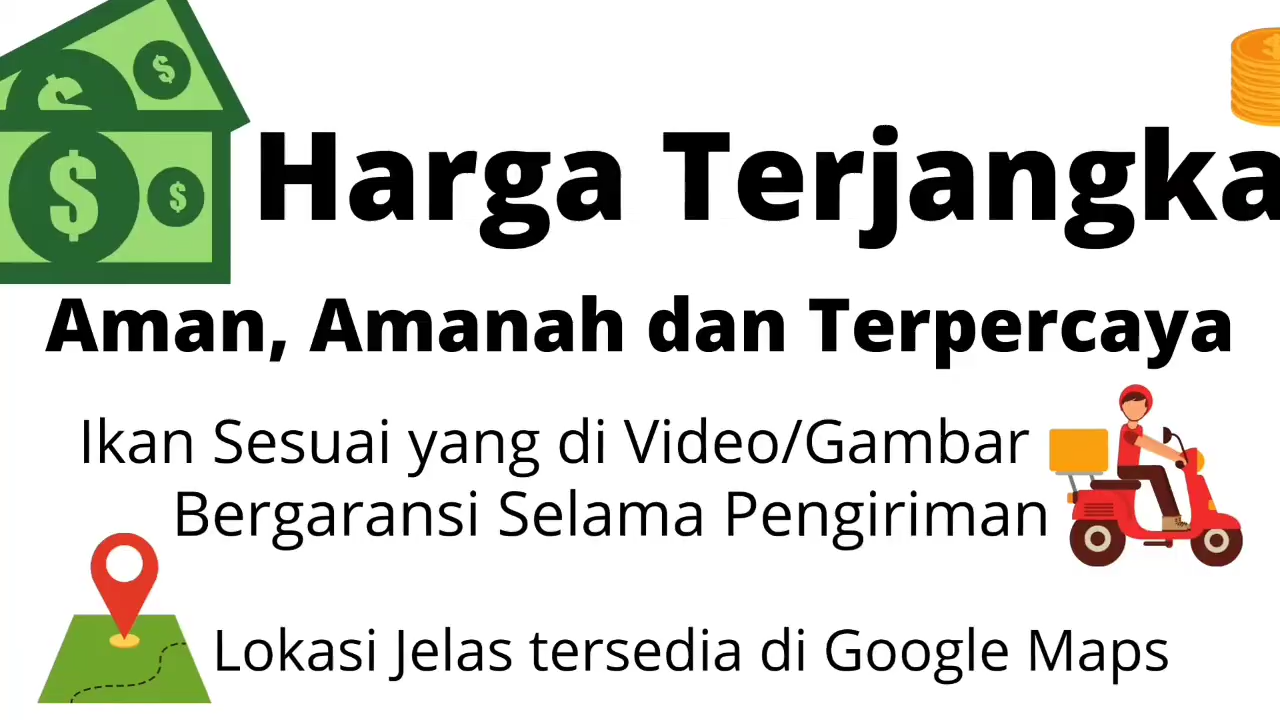 Harga Terjangka
Aman, Amanah dan Terpercaya
Ikan Sesuai yang di Video/Gambar
Bergaransi Selama Pengiriman
Lokasi Jelas tersedia di Google Maps